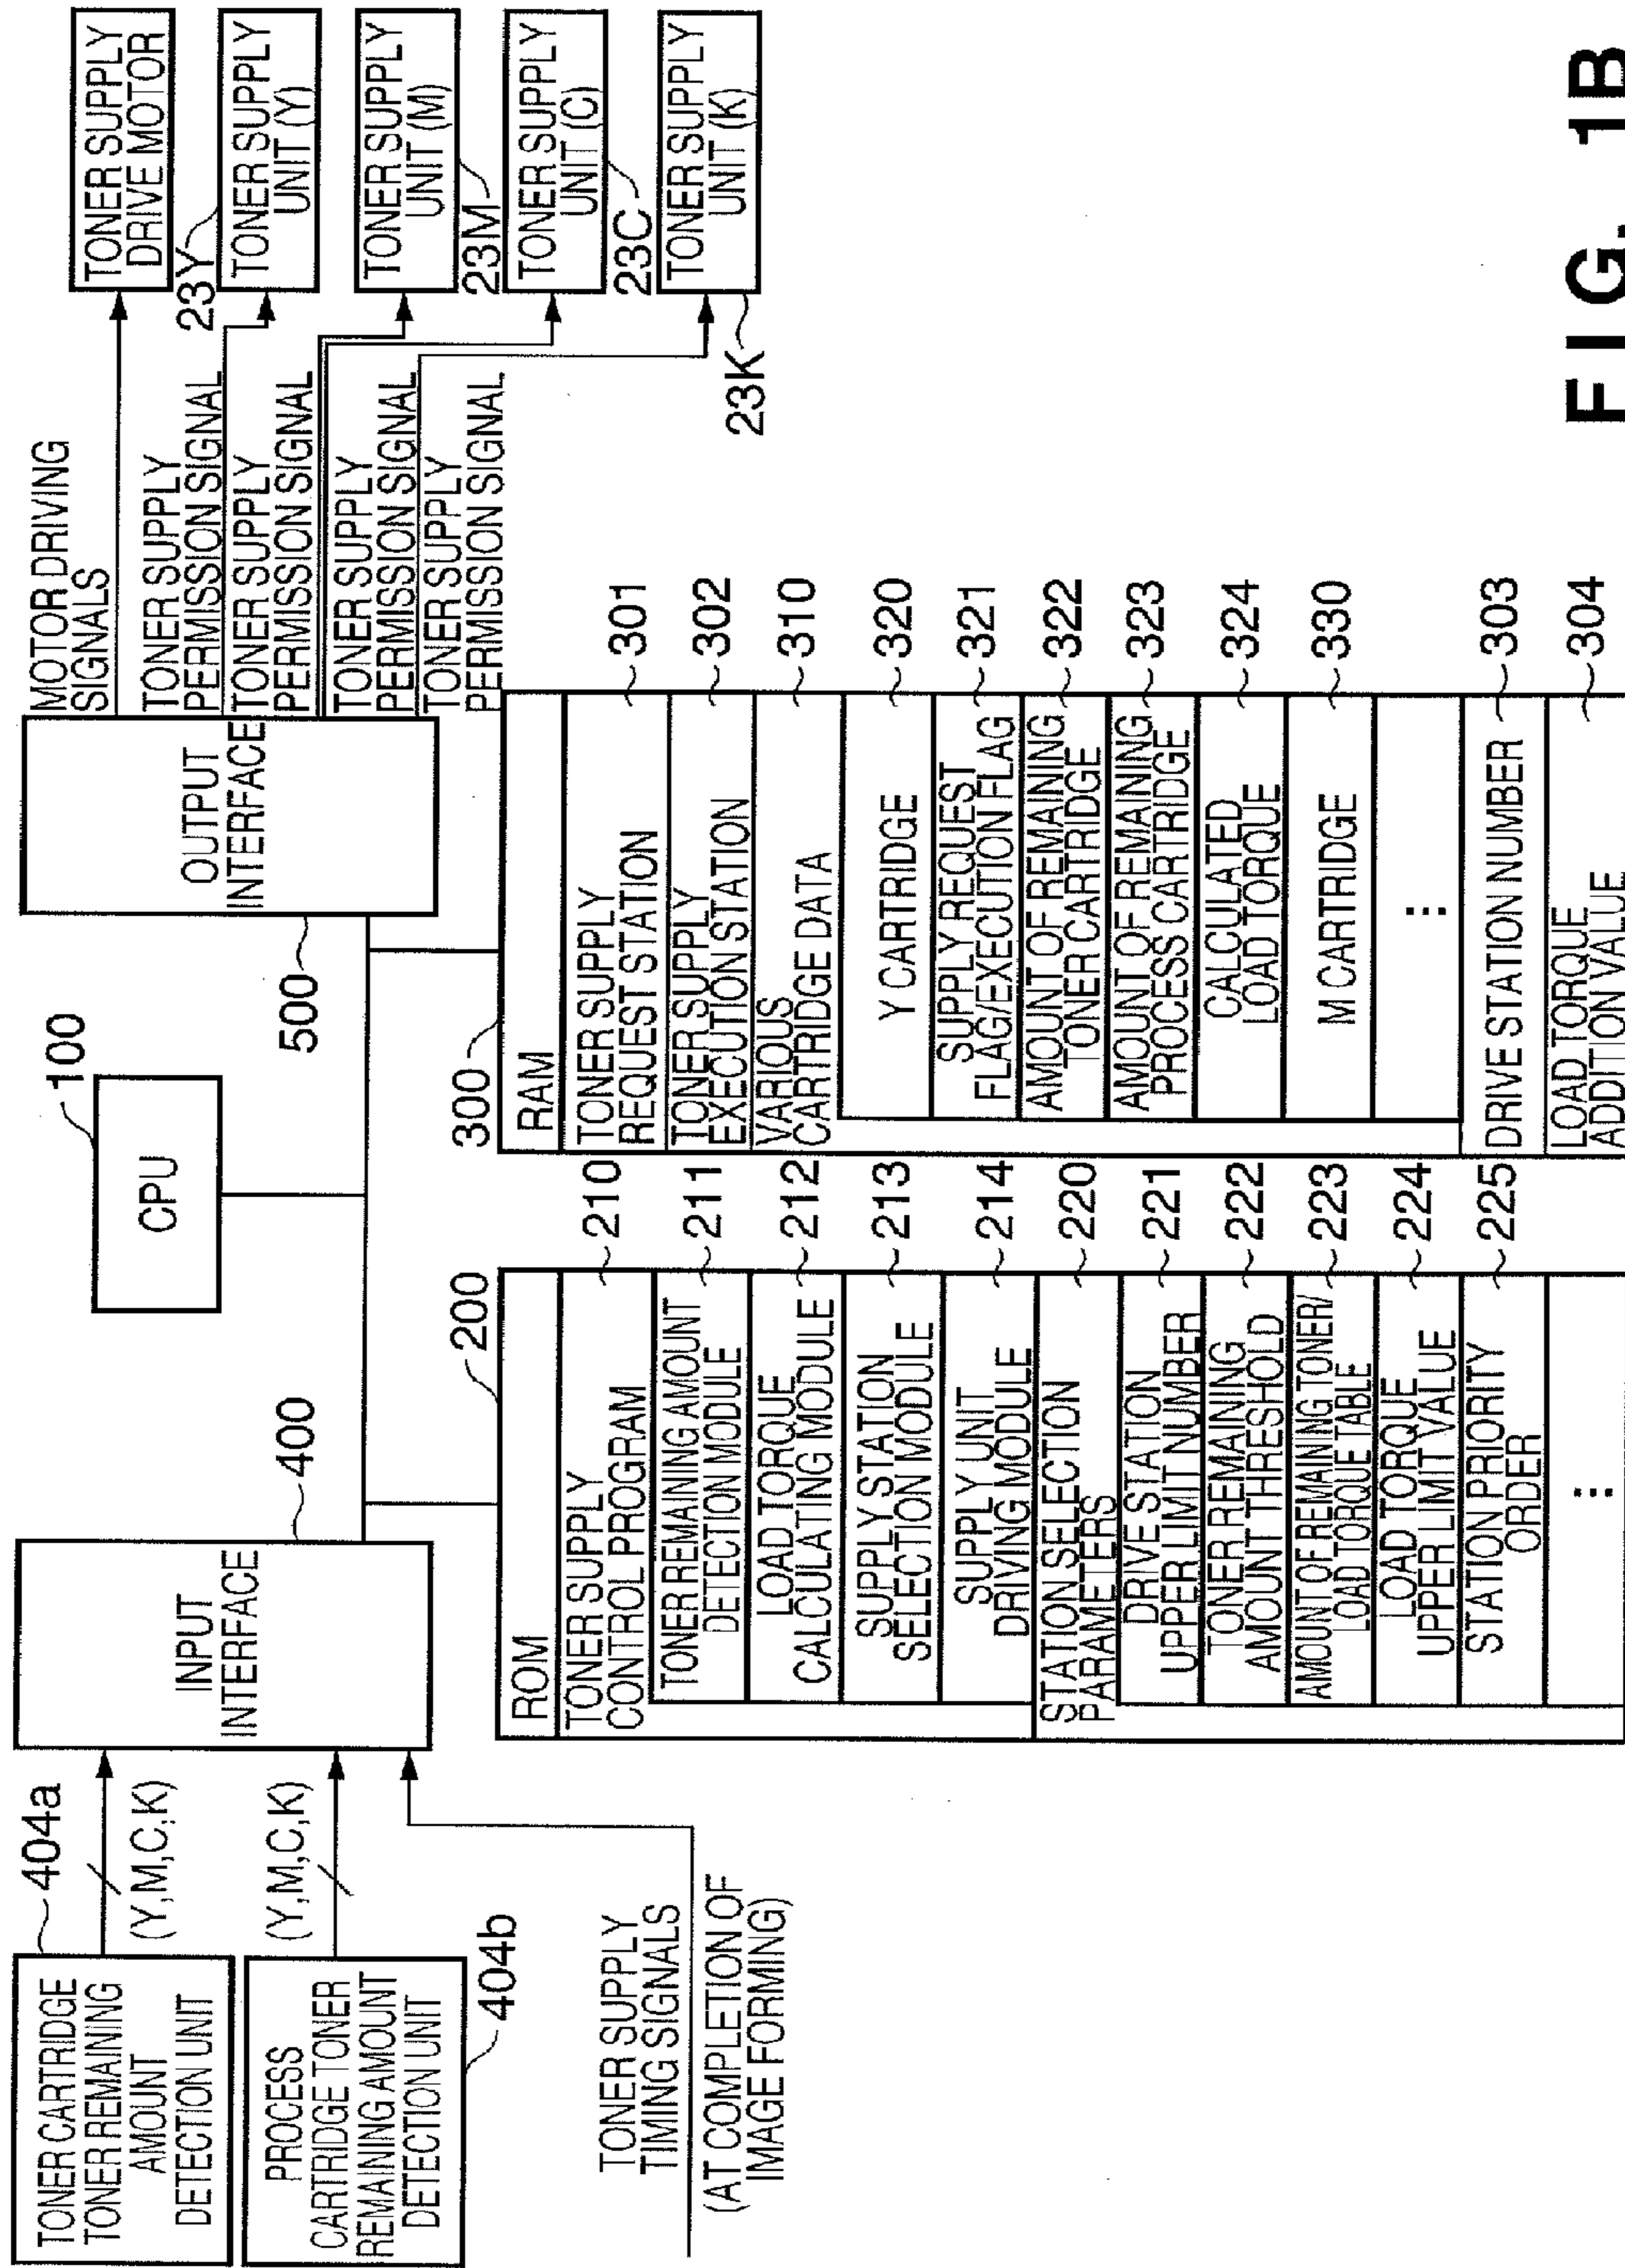 404a
TONER CARTRIDGE
TONER REMAINING
AMOUNT
DETECTION UNIT
(Y,M,C,K)
PROCESS
CARTRIDGE TONER
REMAINING AMOUNT
DETECTION UNIT
(Y,M,C,K)
404b
TONER SUPPLY
TIMING SIGNALS
(AT COMPLETION OF
IMAGE FORMING)
INPUT
INTERFACE
400
CPU
100
OUTPUT
INTERFACE
500
MOTOR DRIVING
SIGNALS
TONER SUPPLY
PERMISSION SIGNAL
TONER SUPPLY
PERMISSION SIGNAL
TONER SUPPLY
PERMISSION SIGNAL
TONER SUPPLY
PERMISSION SIGNAL
TONER SUPPLY
DRIVE MOTOR
23Y
TONER SUPPLY
UNIT (Y)
TONER SUPPLY
UNIT (M)
23M
TONER SUPPLY
UNIT (C)
23C
TONER SUPPLY
UNIT (K)
23K
200
ROM
TONER SUPPLY
CONTROL PROGRAM
210
TONER REMAINING AMOUNT
DETECTION MODULE
211
LOAD TORQUE
CALCULATING MODULE
212
SUPPLY STATION
SELECTION MODULE
213
SUPPLY UNIT
DRIVING MODULE
214
STATION SELECTION
PARAMETERS
220
DRIVE STATION
UPPER LIMIT NUMBER
221
TONER REMAINING
AMOUNT THRESHOLD
222
AMOUNT OF REMAINING TONER/
LOAD TORQUE TABLE
223
LOAD TORQUE
UPPER LIMIT VALUE
224
STATION PRIORITY
ORDER
225
...
300
RAM
TONER SUPPLY
REQUEST STATION
301
TONER SUPPLY
EXECUTION STATION
302
VARIOUS
CARTRIDGE DATA
310
Y CARTRIDGE
320
SUPPLY REQUEST
FLAG/EXECUTION FLAG
321
AMOUNT OF REMAINING
TONER CARTRIDGE
322
AMOUNT OF REMAINING
PROCESS CARTRIDGE
323
CALCULATED
LOAD TORQUE
324
M CARTRIDGE
330
...
DRIVE STATION NUMBER
303
LOAD TORQUE
ADDITION VALUE
304
FIG. 1B